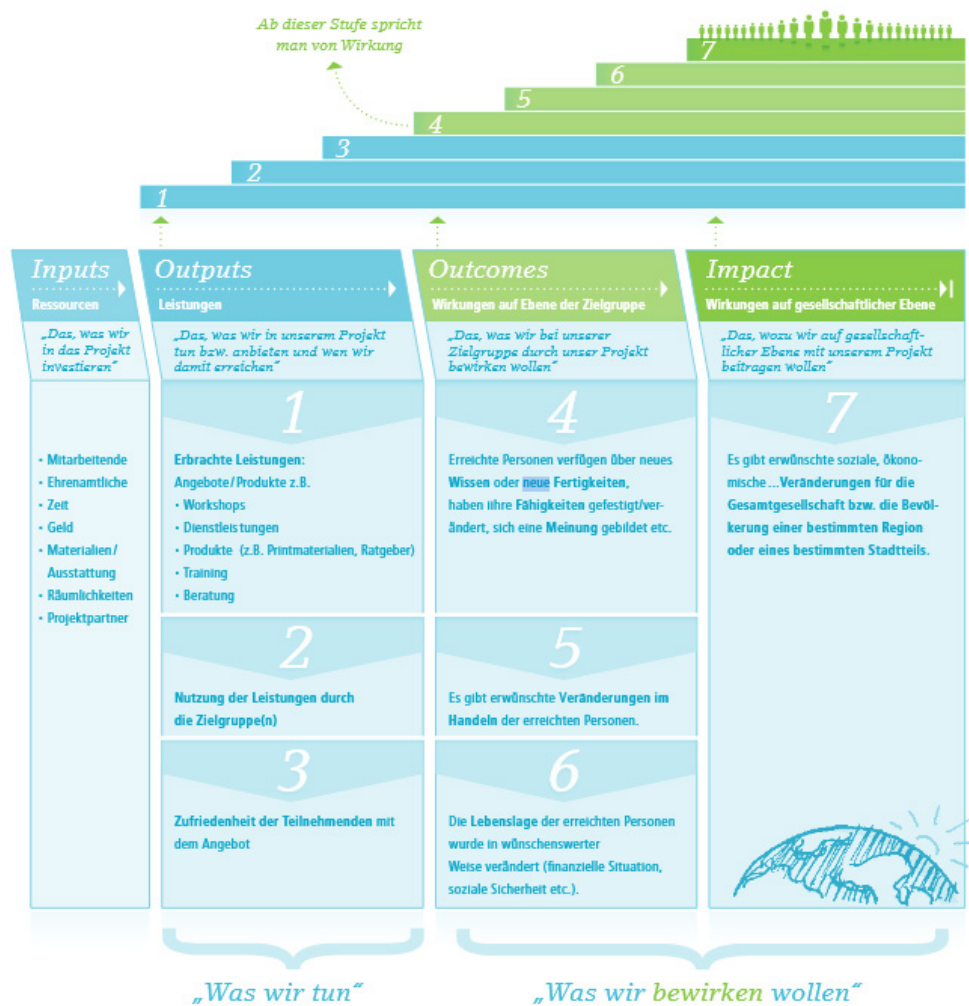 Ab dieser Stufe spricht
man von Wirkung
7
6
5
4
3
2
1
Inputs
Ressourcen
„Das, was wir
in das Projekt
investieren“
• Mitarbeitende
• Ehrenamtliche
• Zeit
• Geld
• Materialien/
Ausstattung
• Räumlichkeiten
• Projektpartner
Outputs
Leistungen
„Das, was wir in unserem Projekt
tun bzw. anbieten und wen wir
damit erreichen“
1
Erbrachte Leistungen:
Angebote/Produkte z.B.
• Workshops
• Dienstleistungen
• Produkte (z.B. Printmaterialien, Ratgeber)
• Training
• Beratung
2
Nutzung der Leistungen durch
die Zielgruppe(n)
3
Zufriedenheit der Teilnehmenden mit
dem Angebot
Outcomes
Wirkungen auf Ebene der Zielgruppe
„Das, was wir bei unserer
Zielgruppe durch unser Projekt
bewirken wollen“
4
Erreichte Personen verfügen über neues
Wissen oder neue Fertigkeiten,
haben iihre Fähigkeiten gefestigt/ver-
ändert, sich eine Meinung gebildet etc.
5
Es gibt erwünschte Veränderungen im
Handeln der erreichten Personen.
6
Die Lebenslage der erreichten Personen
wurde in wünschenswerter
Weise verändert (finanzielle Situation,
soziale Sicherheit etc.).
Impact
Wirkungen auf gesellschaftlicher Ebene
„Das, wozu wir auf gesellschaft-
licher Ebene mit unserem Projekt
beitragen wollen“
7
Es gibt erwünschte soziale, ökono-
mische ...Veränderungen für die
Gesamtgesellschaft bzw. die Bevöl-
kerung einer bestimmten Region
oder eines bestimmten Stadtteils.
„Was wir tun“
„Was wir bewirken wollen“